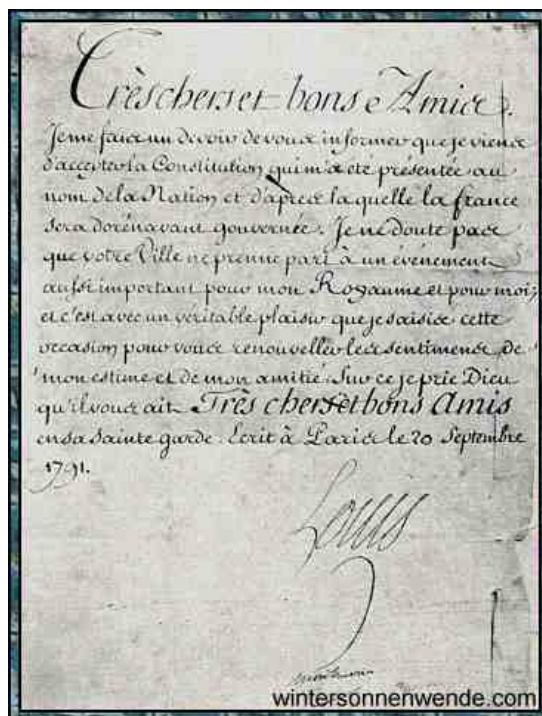 Très chers et bons Amis.
Je me fais un devoir de vous informer que je viens
d'accepter la Constitution qui m'a été présentée au
nom de la Nation et d'après laquelle la france
sera dorénavant gouvernée. Je ne doute pas
que votre Ville ne prenne part à un événement
aussi important pour mon Royaume et pour moi;
et c'est avec un véritable plaisir que je saisis cette
occasion pour vous renouveller les sentimens de
mon estime et de mon amitié. Sur ce je prie Dieu
qu'il vous ait Très chers et bons Amis
en sa sainte garde. Ecrit à Paris le 20 Septembre
1791.
Louis
wintersonnenwende.com